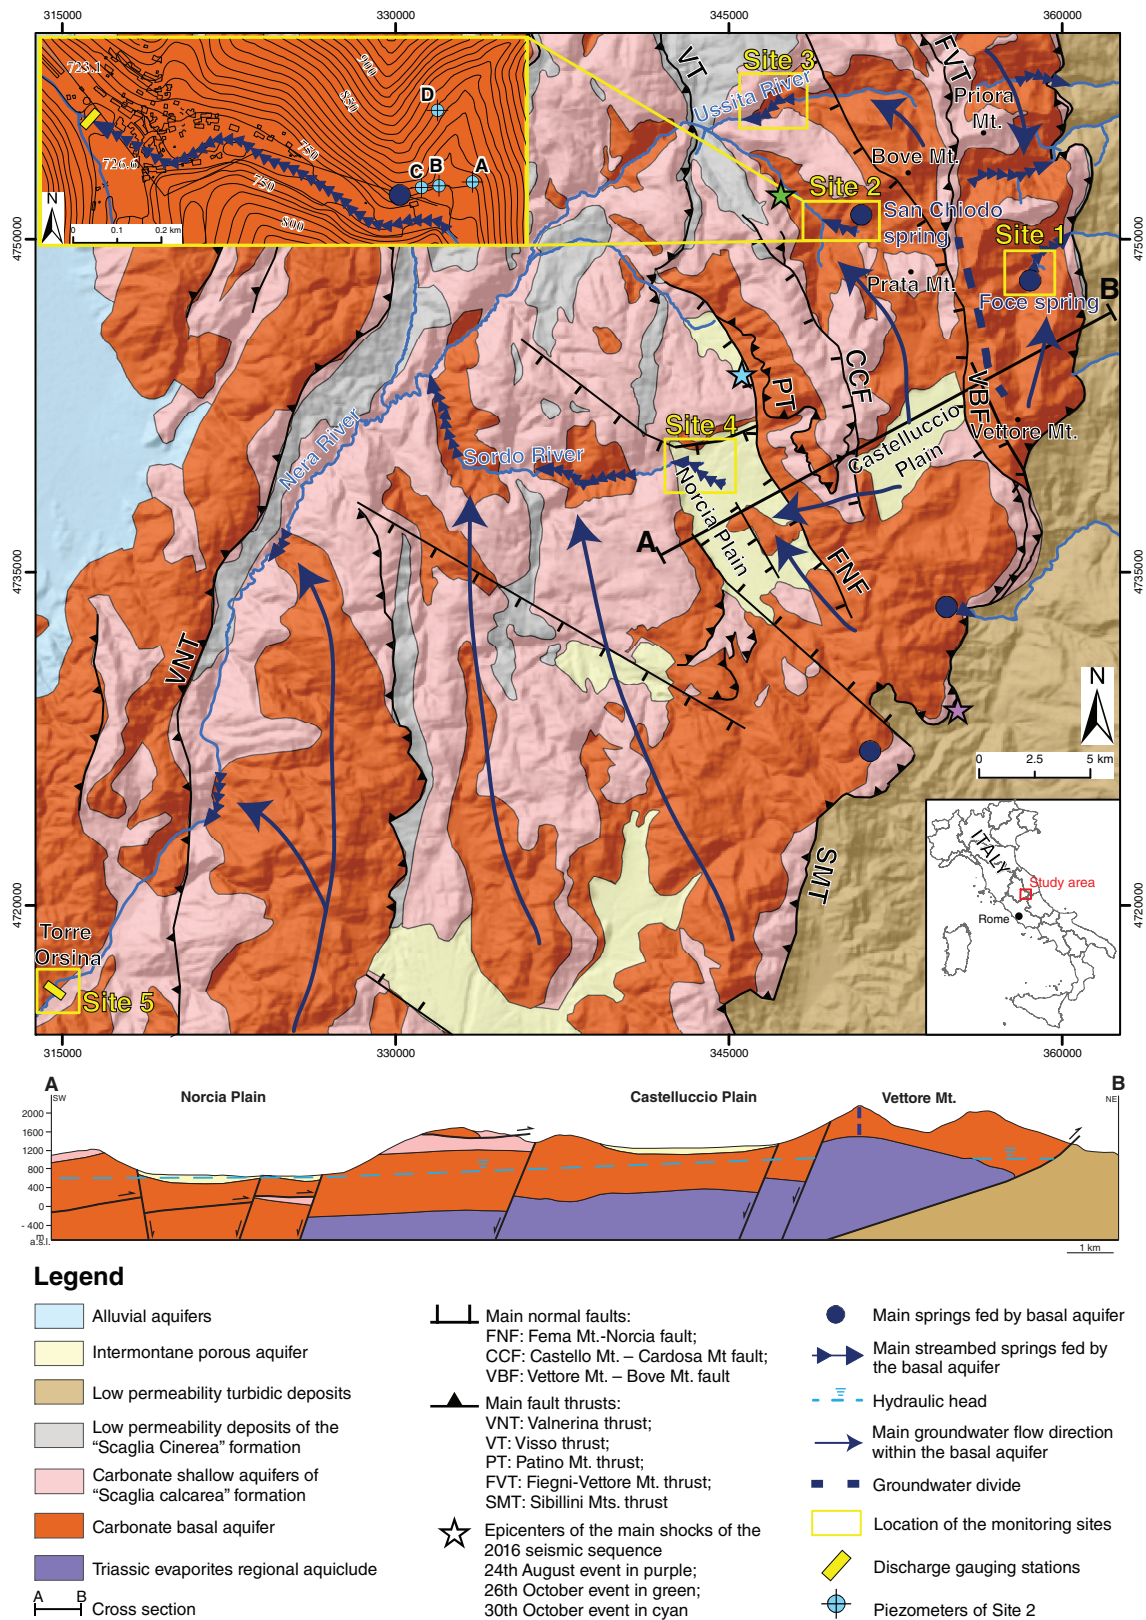 315000
330000
345000
360000
4750000
4735000
4720000
4750000
4735000
4720000
723.1
726.6
900
850
750
750
800
A
B
C
D
N
0 0.1 0.2 km
VT
FVT
Site 3
Ussita River
Priora
Mt.
Bove Mt.
Site 2
San Chiodo
spring
Site 1
Prata Mt.
Foce spring
B
CCF
PT
VBF
Vettore Mt.
Castelluccio
Plain
Nera River
Sordo River
Site 4
Norcia Plain
A
FNF
VNT
SMT
N
0 2.5 5 km
ITALY
Study area
Rome
Torre
Orsina
Site 5
315000
330000
345000
360000
A
SW
Norcia Plain
Castelluccio Plain
Vettore Mt.
B
NE
2000
1600
1200
800
400
0
- 400
m
a.s.l.
1 km
Legend
Alluvial aquifers
Intermontane porous aquifer
Low permeability turbidic deposits
Low permeability deposits of the
“Scaglia Cinerea” formation
Carbonate shallow aquifers of
“Scaglia calcarea” formation
Carbonate basal aquifer
Triassic evaporites regional aquiclude
A B
Cross section
Main normal faults:
FNF: Fema Mt.-Norcia fault;
CCF: Castello Mt. – Cardosa Mt fault;
VBF: Vettore Mt. – Bove Mt. fault
Main fault thrusts:
VNT: Valnerina thrust;
VT: Visso thrust;
PT: Patino Mt. thrust;
FVT: Fiegni-Vettore Mt. thrust;
SMT: Sibillini Mts. thrust
Epicenters of the main shocks of the
2016 seismic sequence
24th August event in purple;
26th October event in green;
30th October event in cyan
Main springs fed by basal aquifer
Main streambed springs fed by
the basal aquifer
Hydraulic head
Main groundwater flow direction
within the basal aquifer
Groundwater divide
Location of the monitoring sites
Discharge gauging stations
Piezometers of Site 2